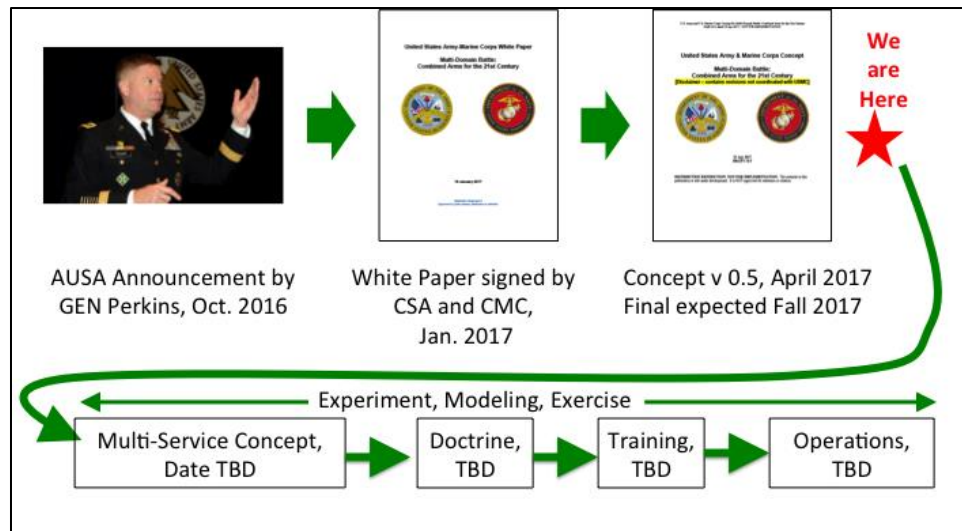 United States Army-Marine Corps White Paper
Multi-Domain Battle:
Combined Arms for the 21st Century
United States Army & Marine Corps Concept
Multi-Domain Battle:
Combined Arms for the 21st Century
We
are
Here
AUSA Announcement by
GEN Perkins, Oct. 2016
White Paper signed by
CSA and CMC,
Jan. 2017
Concept v 0.5, April 2017
Final expected Fall 2017
Experiment, Modeling, Exercise
Multi-Service Concept,
Date TBD
Doctrine,
TBD
Training,
TBD
Operations,
TBD